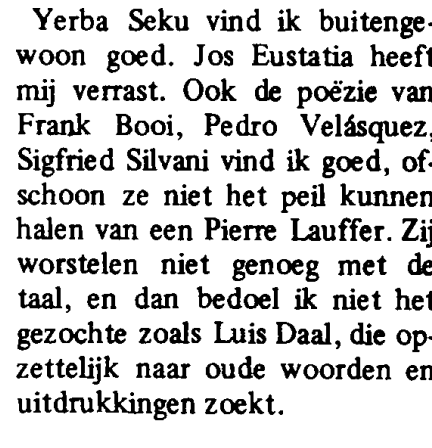 Yerba Seku vind ik buitenge-
woon goed. Jos Eustatia heeft
mij verrast. Ook de poëzie van
Frank Booi, Pedro Velásquez,
Sigfried Silvani vind ik goed, of-
schoon ze niet het peil kunnen
halen van een Pierre Lauffer. Zij
worstelen niet genoeg met de
taal, en dan bedoel ik niet het
gezochte zoals Luis Daal, die op-
zettelijk naar oude woorden en
uitdrukkingen zoekt.